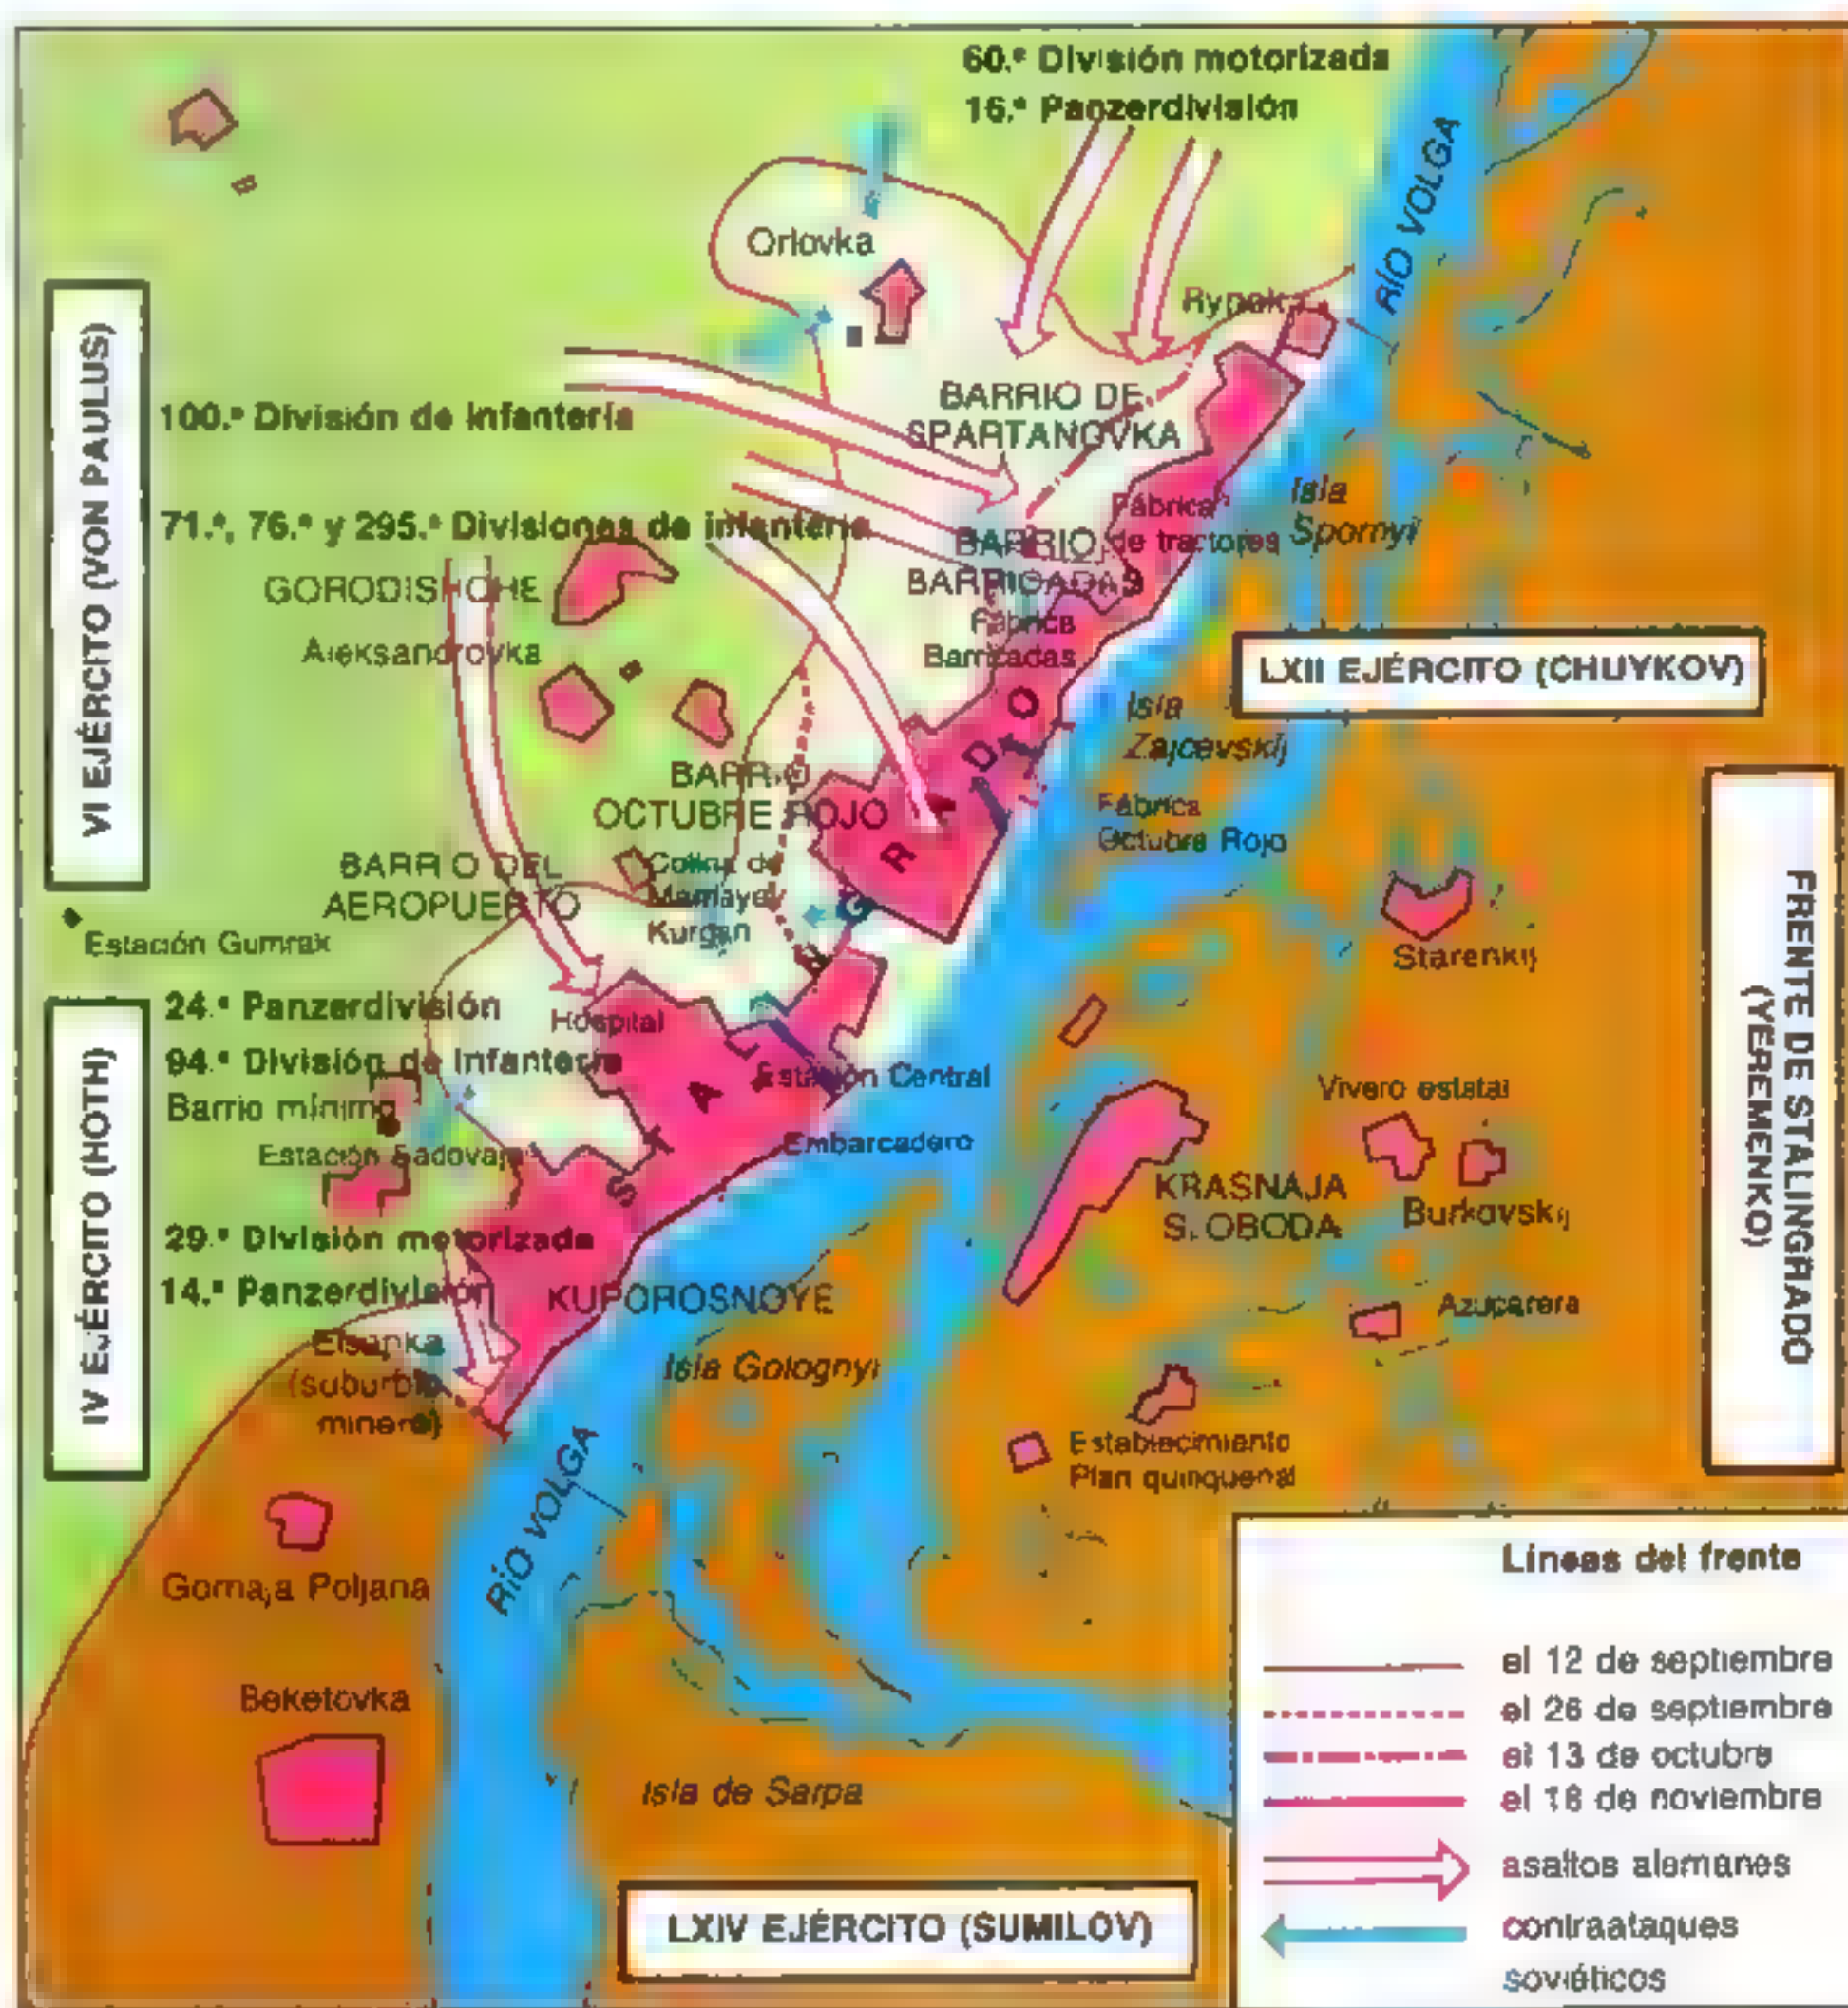 60.ª División motorizada
16.ª Panzerdivisión
RÍO VOLGA
Orlovka
Rynok
VI EJÉRCITO (VON PAULUS)
100.ª División de infantería
BARRIO DE
SPARTANOVKA
71.ª, 76.ª y 295.ª Divisiones de infantería
Fábrica
de tractores
Isla
Spornyi
BARRIO
BARRICADAS
GORODISHCHE
Fábrica
Barricadas
Aleksandrovka
LXII EJÉRCITO (CHUYKOV)
Isla
Zajcevskij
BARRIO
OCTUBRE ROJO
Fábrica
Octubre Rojo
BARRIO DEL
AEROPUERTO
Colina de
Mamayev
Kurgan
Estación Gumrak
Starenkij
FRENTE DE STALINGRADO
(YEREMENKO)
STALINGRADO
IV EJÉRCITO (HOTH)
24.ª Panzerdivisión
Hospital
94.ª División de infantería
Estación Central
Barrio mínimo
Vivero estatal
Embarcadero
Estación Sadovaja
KRASNAJA
SLOBODA
Burkovskij
29.ª División motorizada
14.ª Panzerdivisión
KUPOROSNOYE
Azucarera
Elšanka
(suburbio
minero)
Isla Golognyi
Establecimiento
Plan quinquenal
RÍO VOLGA
Gornaja Poljana
Beketovka
Isla de Sarpa
LXIV EJÉRCITO (SUMILOV)
Líneas del frente
el 12 de septiembre
el 26 de septiembre
el 13 de octubre
el 18 de noviembre
asaltos alemanes
contraataques
soviéticos